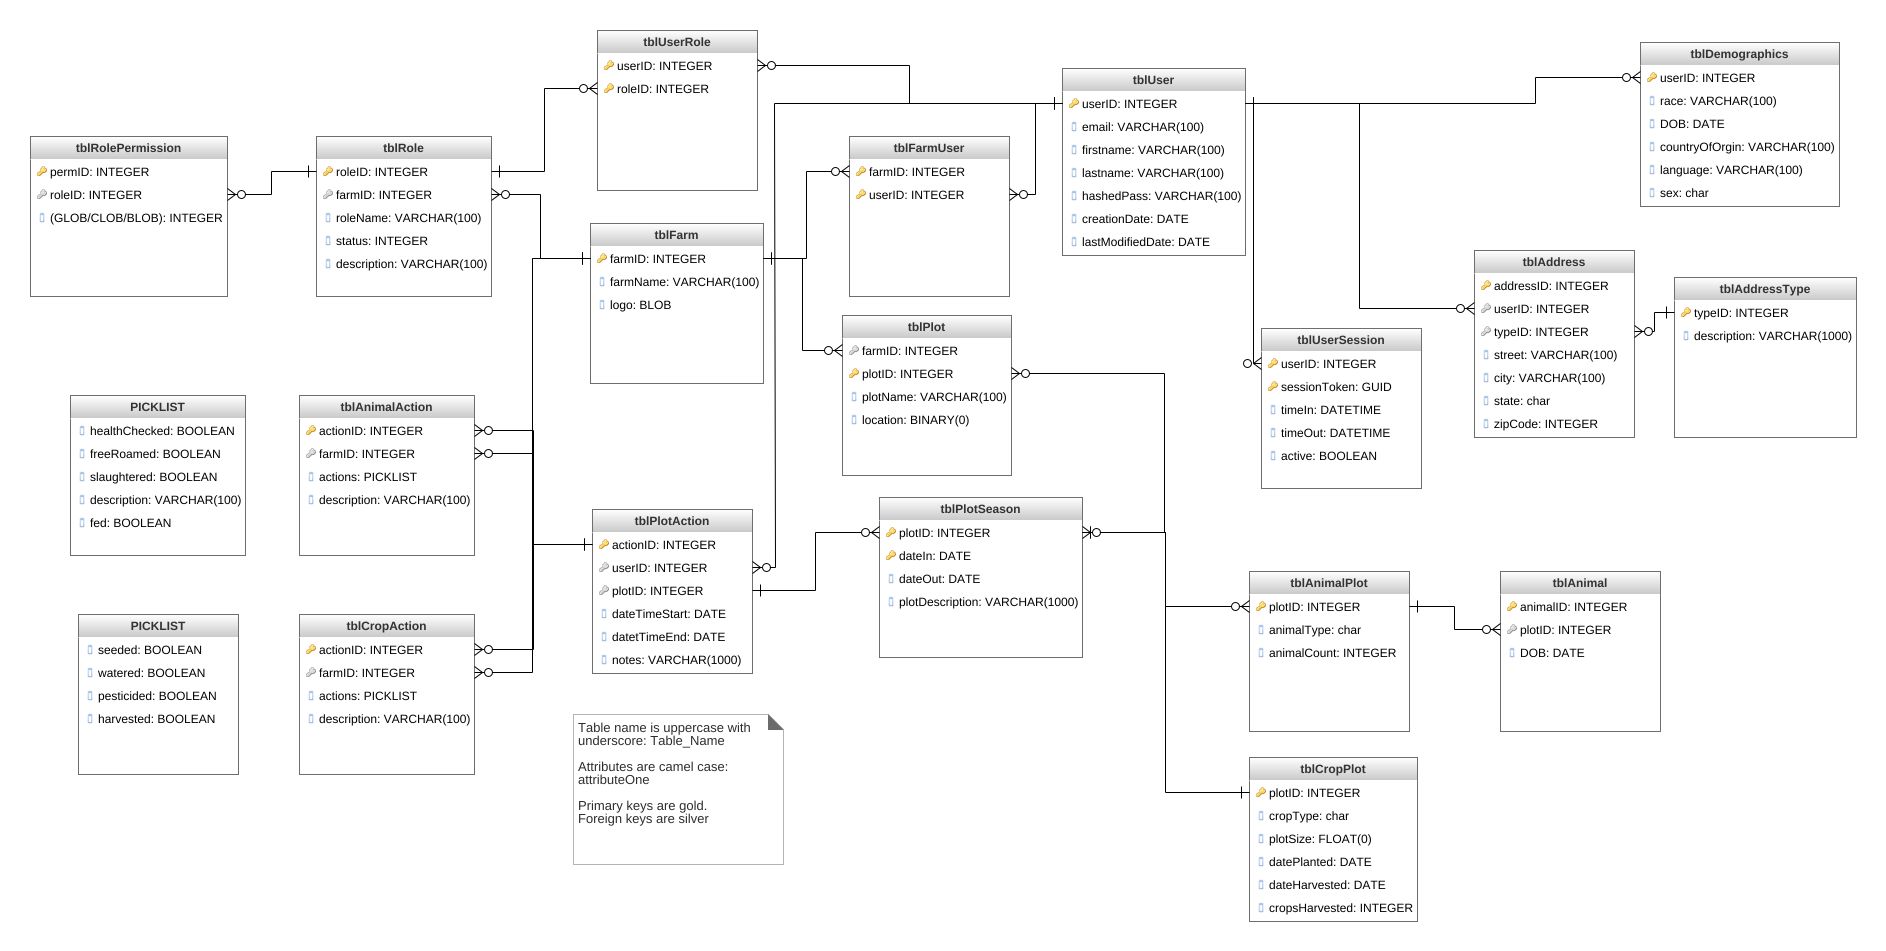 tblUserRole
userID: INTEGER
roleID: INTEGER
tblDemographics
userID: INTEGER
race: VARCHAR(100)
DOB: DATE
countryOfOrgin: VARCHAR(100)
language: VARCHAR(100)
sex: char
tblUser
userID: INTEGER
email: VARCHAR(100)
firstname: VARCHAR(100)
lastname: VARCHAR(100)
hashedPass: VARCHAR(100)
creationDate: DATE
lastModifiedDate: DATE
tblRolePermission
permID: INTEGER
roleID: INTEGER
(GLOB/CLOB/BLOB): INTEGER
tblRole
roleID: INTEGER
farmID: INTEGER
roleName: VARCHAR(100)
status: INTEGER
description: VARCHAR(100)
tblFarmUser
farmID: INTEGER
userID: INTEGER
tblFarm
farmID: INTEGER
farmName: VARCHAR(100)
logo: BLOB
tblAddress
addressID: INTEGER
userID: INTEGER
typeID: INTEGER
street: VARCHAR(100)
city: VARCHAR(100)
state: char
zipCode: INTEGER
tblAddressType
typeID: INTEGER
description: VARCHAR(1000)
tblPlot
farmID: INTEGER
plotID: INTEGER
plotName: VARCHAR(100)
location: BINARY(0)
tblUserSession
userID: INTEGER
sessionToken: GUID
timeIn: DATETIME
timeOut: DATETIME
active: BOOLEAN
PICKLIST
healthChecked: BOOLEAN
freeRoamed: BOOLEAN
slaughtered: BOOLEAN
description: VARCHAR(100)
fed: BOOLEAN
tblAnimalAction
actionID: INTEGER
farmID: INTEGER
actions: PICKLIST
description: VARCHAR(100)
tblPlotAction
actionID: INTEGER
userID: INTEGER
plotID: INTEGER
dateTimeStart: DATE
datetTimeEnd: DATE
notes: VARCHAR(1000)
tblPlotSeason
plotID: INTEGER
dateIn: DATE
dateOut: DATE
plotDescription: VARCHAR(1000)
tblAnimalPlot
plotID: INTEGER
animalType: char
animalCount: INTEGER
tblAnimal
animalID: INTEGER
plotID: INTEGER
DOB: DATE
PICKLIST
seeded: BOOLEAN
watered: BOOLEAN
pesticided: BOOLEAN
harvested: BOOLEAN
tblCropAction
actionID: INTEGER
farmID: INTEGER
actions: PICKLIST
description: VARCHAR(100)
Table name is uppercase with
underscore: Table_Name
Attributes are camel case:
attributeOne
Primary keys are gold.
Foreign keys are silver
tblCropPlot
plotID: INTEGER
cropType: char
plotSize: FLOAT(0)
datePlanted: DATE
dateHarvested: DATE
cropsHarvested: INTEGER